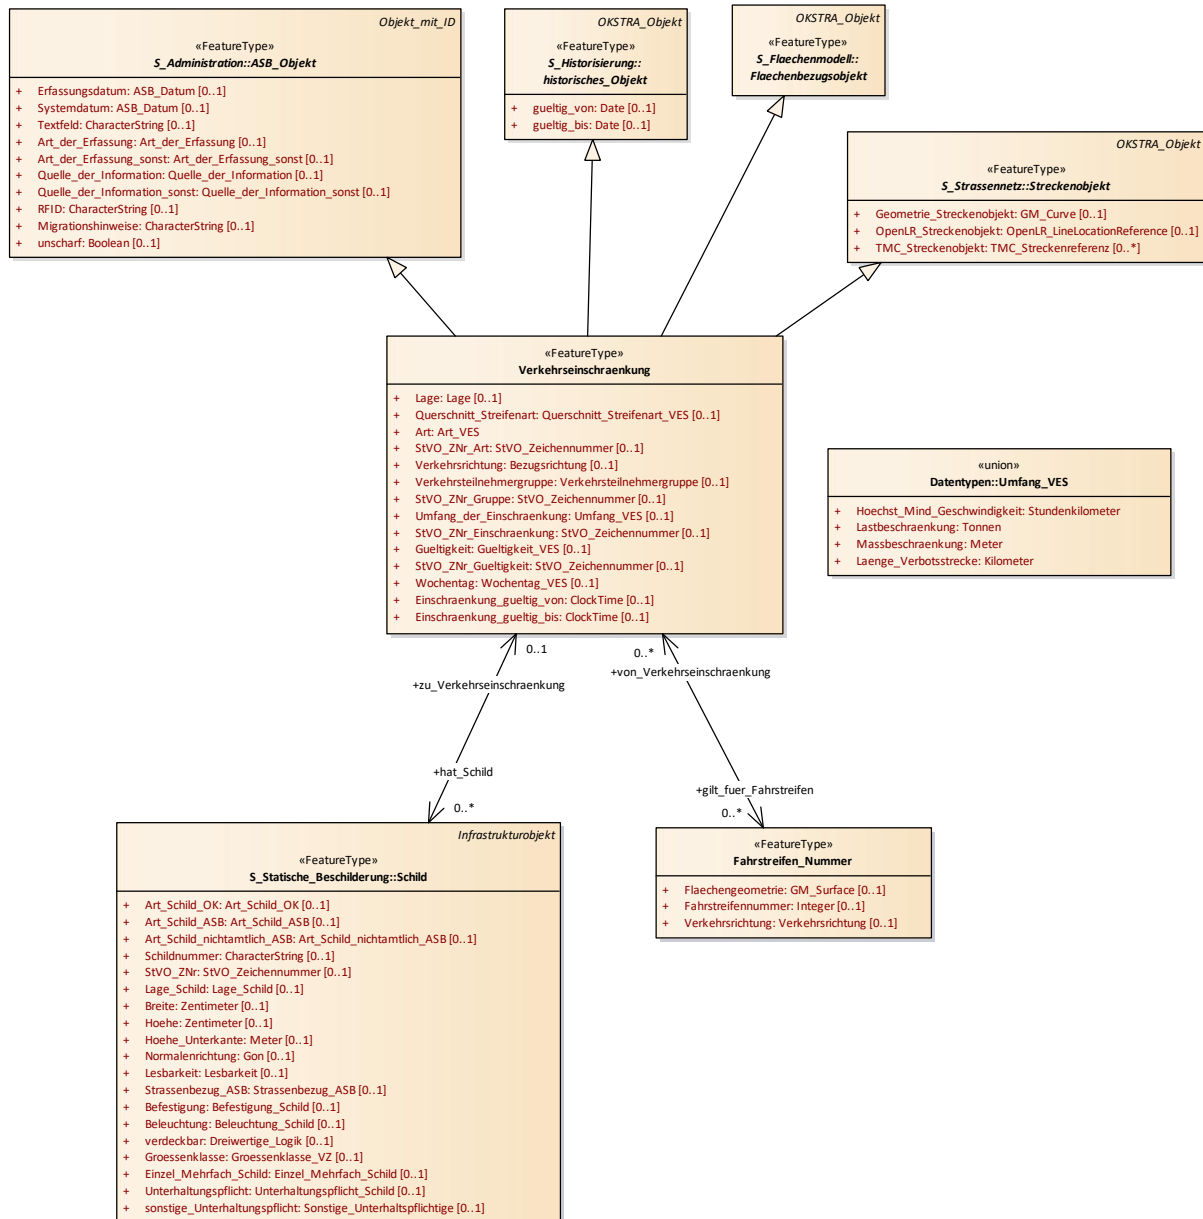 Objekt_mit_ID
«FeatureType»
S_Administration::ASB_Objekt
+ Erfassungsdatum: ASB_Datum [0..1]
+ Systemdatum: ASB_Datum [0..1]
+ Textfeld: CharacterString [0..1]
+ Art_der_Erfassung: Art_der_Erfassung [0..1]
+ Art_der_Erfassung_sonst: Art_der_Erfassung_sonst [0..1]
+ Quelle_der_Information: Quelle_der_Information [0..1]
+ Quelle_der_Information_sonst: Quelle_der_Information_sonst [0..1]
+ RFID: CharacterString [0..1]
+ Migrationshinweise: CharacterString [0..1]
+ unscharf: Boolean [0..1]
OKSTRA_Objekt
«FeatureType»
S_Historisierung::
historisches_Objekt
+ gueltig_von: Date [0..1]
+ gueltig_bis: Date [0..1]
OKSTRA_Objekt
«FeatureType»
S_Flaechenmodell::
Flaechenbezugsobjekt
OKSTRA_Objekt
«FeatureType»
S_Strassennetz::Streckenobjekt
+ Geometrie_Streckenobjekt: GM_Curve [0..1]
+ OpenLR_Streckenobjekt: OpenLR_LineLocationReference [0..1]
+ TMC_Streckenobjekt: TMC_Streckenreferenz [0..*]
«FeatureType»
Verkehrseinschraenkung
+ Lage: Lage [0..1]
+ Querschnitt_Streifenart: Querschnitt_Streifenart_VES [0..1]
+ Art: Art_VES
+ StVO_ZNr_Art: StVO_Zeichennummer [0..1]
+ Verkehrsrichtung: Bezugsrichtung [0..1]
+ Verkehrsteilnehmergruppe: Verkehrsteilnehmergruppe [0..1]
+ StVO_ZNr_Gruppe: StVO_Zeichennummer [0..1]
+ Umfang_der_Einschraenkung: Umfang_VES [0..1]
+ StVO_ZNr_Einschraenkung: StVO_Zeichennummer [0..1]
+ Gueltigkeit: Gueltigkeit_VES [0..1]
+ StVO_ZNr_Gueltigkeit: StVO_Zeichennummer [0..1]
+ Wochentag: Wochentag_VES [0..1]
+ Einschraenkung_gueltig_von: ClockTime [0..1]
+ Einschraenkung_gueltig_bis: ClockTime [0..1]
«union»
Datentypen::Umfang_VES
+ Hoechst_Mind_Geschwindigkeit: Stundenkilometer
+ Lastbeschraenkung: Tonnen
+ Massbeschraenkung: Meter
+ Laenge_Verbotsstrecke: Kilometer
0..1
+zu_Verkehrseinschraenkung
+hat_Schild
0..*
0..*
+von_Verkehrseinschraenkung
+gilt_fuer_Fahrstreifen
0..*
Infrastrukturobjekt
«FeatureType»
S_Statische_Beschilderung::Schild
+ Art_Schild_OK: Art_Schild_OK [0..1]
+ Art_Schild_ASB: Art_Schild_ASB [0..1]
+ Art_Schild_nichtamtlich_ASB: Art_Schild_nichtamtlich_ASB [0..1]
+ Schildnummer: CharacterString [0..1]
+ StVO_ZNr: StVO_Zeichennummer [0..1]
+ Lage_Schild: Lage_Schild [0..1]
+ Breite: Zentimeter [0..1]
+ Hoehe: Zentimeter [0..1]
+ Hoehe_Unterkante: Meter [0..1]
+ Normalenrichtung: Gon [0..1]
+ Lesbarkeit: Lesbarkeit [0..1]
+ Strassenbezug_ASB: Strassenbezug_ASB [0..1]
+ Befestigung: Befestigung_Schild [0..1]
+ Beleuchtung: Beleuchtung_Schild [0..1]
+ verdeckbar: Dreiwertige_Logik [0..1]
+ Groessenklasse: Groessenklasse_VZ [0..1]
+ Einzel_Mehrfach_Schild: Einzel_Mehrfach_Schild [0..1]
+ Unterhaltungspflicht: Unterhaltungspflicht_Schild [0..1]
+ sonstige_Unterhaltungspflicht: Sonstige_Unterhaltspflichtige [0..1]
«FeatureType»
Fahrstreifen_Nummer
+ Flaechengeometrie: GM_Surface [0..1]
+ Fahrstreifennummer: Integer [0..1]
+ Verkehrsrichtung: Verkehrsrichtung [0..1]